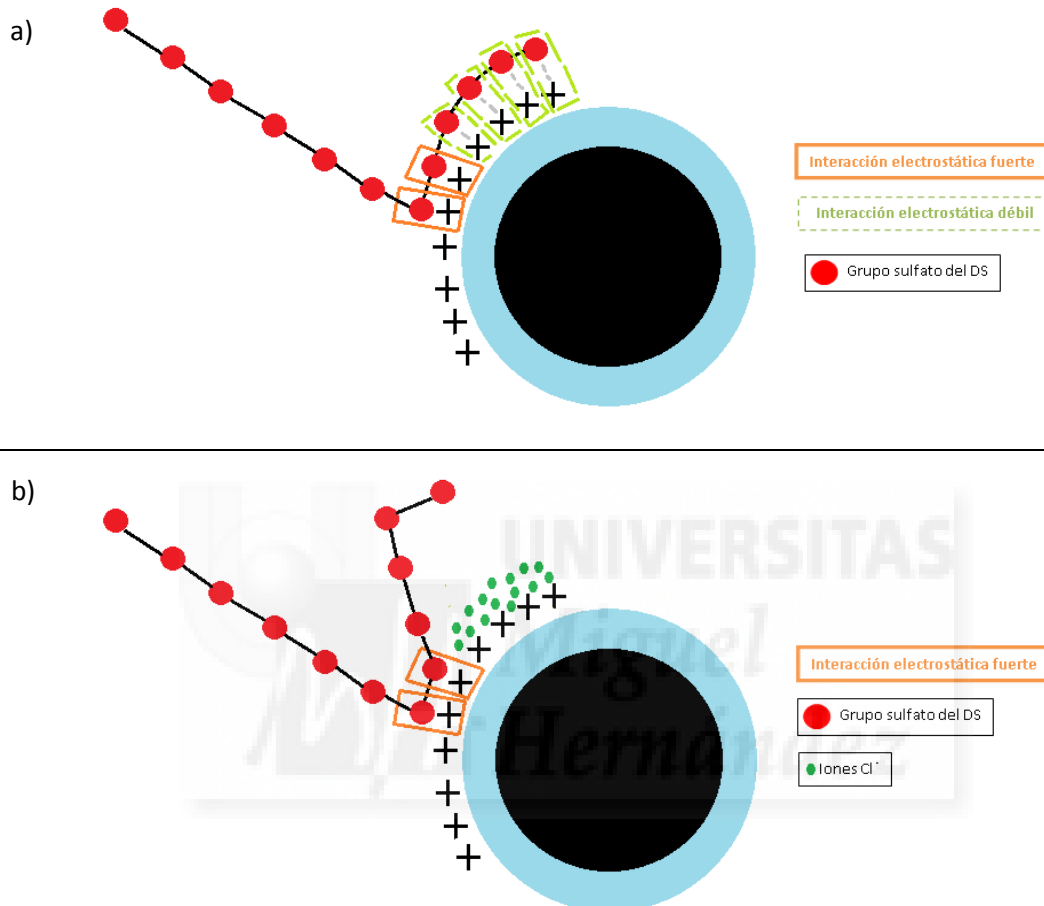 a)
Interacción electrostática fuerte
Interacción electrostática débil
Grupo sulfato del DS
b)
UNIVERSITAS
Miguel
Hernández
Interacción electrostática fuerte
Grupo sulfato del DS
Iones Cl⁻